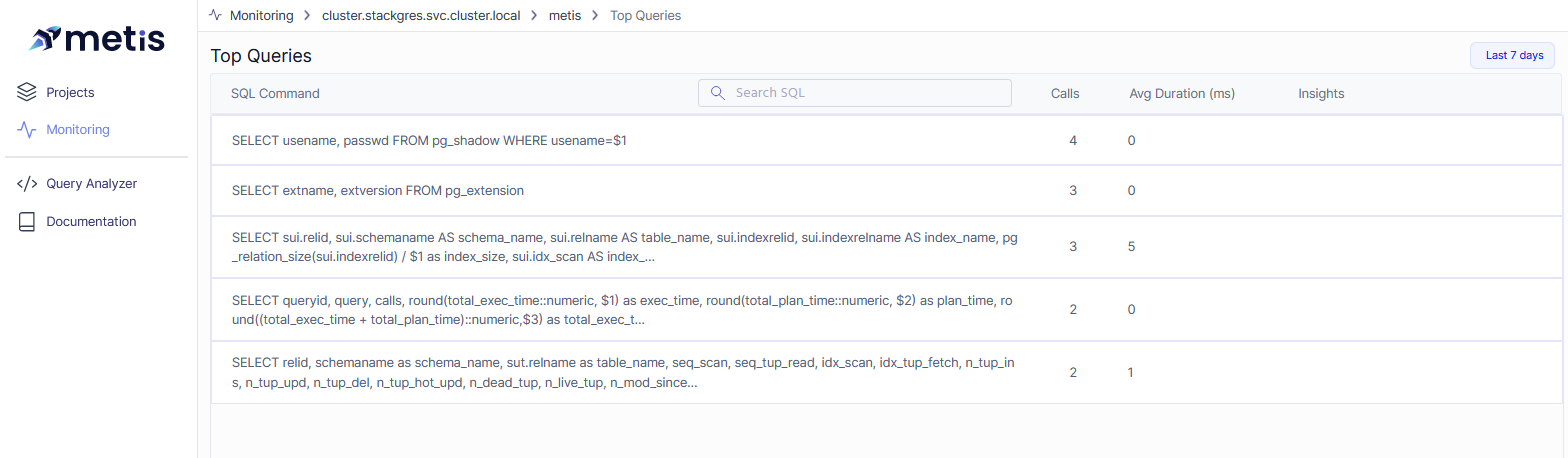 metis
Projects
Monitoring
Query Analyzer
Documentation
Monitoring > cluster.stackgres.svc.cluster.local > metis > Top Queries
Top Queries
Last 7 days
SQL Command Search SQL Calls Avg Duration (ms) Insights
SELECT usename, passwd FROM pg_shadow WHERE usename=$1 4 0
SELECT extname, extversion FROM pg_extension 3 0
SELECT sui.relid, sui.schemaname AS schema_name, sui.relname AS table_name, sui.indexrelid, sui.indexrelname AS index_name, pg
_relation_size(sui.indexrelid) / $1 as index_size, sui.idx_scan AS index_... 3 5
SELECT queryid, query, calls, round(total_exec_time::numeric, $1) as exec_time, round(total_plan_time::numeric, $2) as plan_time, ro
und((total_exec_time + total_plan_time)::numeric,$3) as total_exec_t... 2 0
SELECT relid, schemaname as schema_name, sut.relname as table_name, seq_scan, seq_tup_read, idx_scan, idx_tup_fetch, n_tup_in
s, n_tup_upd, n_tup_del, n_tup_hot_upd, n_dead_tup, n_live_tup, n_mod_since... 2 1